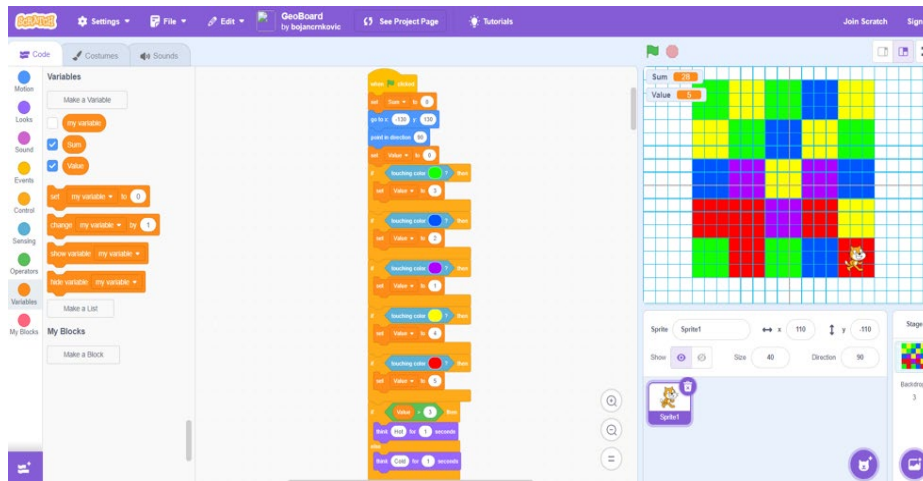 SCRATCH Settings File Edit GeoBoard by bojancrnkovic See Project Page Tutorials Join Scratch Sign
Code Costumes Sounds
Motion
Looks
Sound
Events
Control
Sensing
Operators
Variables
My Blocks
Variables
Make a Variable
my variable
Sum
Value
set my variable to 0
change my variable by 1
show variable my variable
hide variable my variable
Make a List
My Blocks
Make a Block
when clicked
set Sum to 0
go to x: -130 y: 130
point in direction 90
set Value to 0
if touching color ? then
set Value to 3
if touching color ? then
set Value to 2
if touching color ? then
set Value to 1
if touching color ? then
set Value to 4
if touching color ? then
set Value to 5
if Value 3 then
think Hot for 1 seconds
else
think Cold for 1 seconds
Sum 28
Value 5
Sprite Sprite1 x 110 y -110
Show Size 40 Direction 90
Sprite1
Stage
Backdrop
3